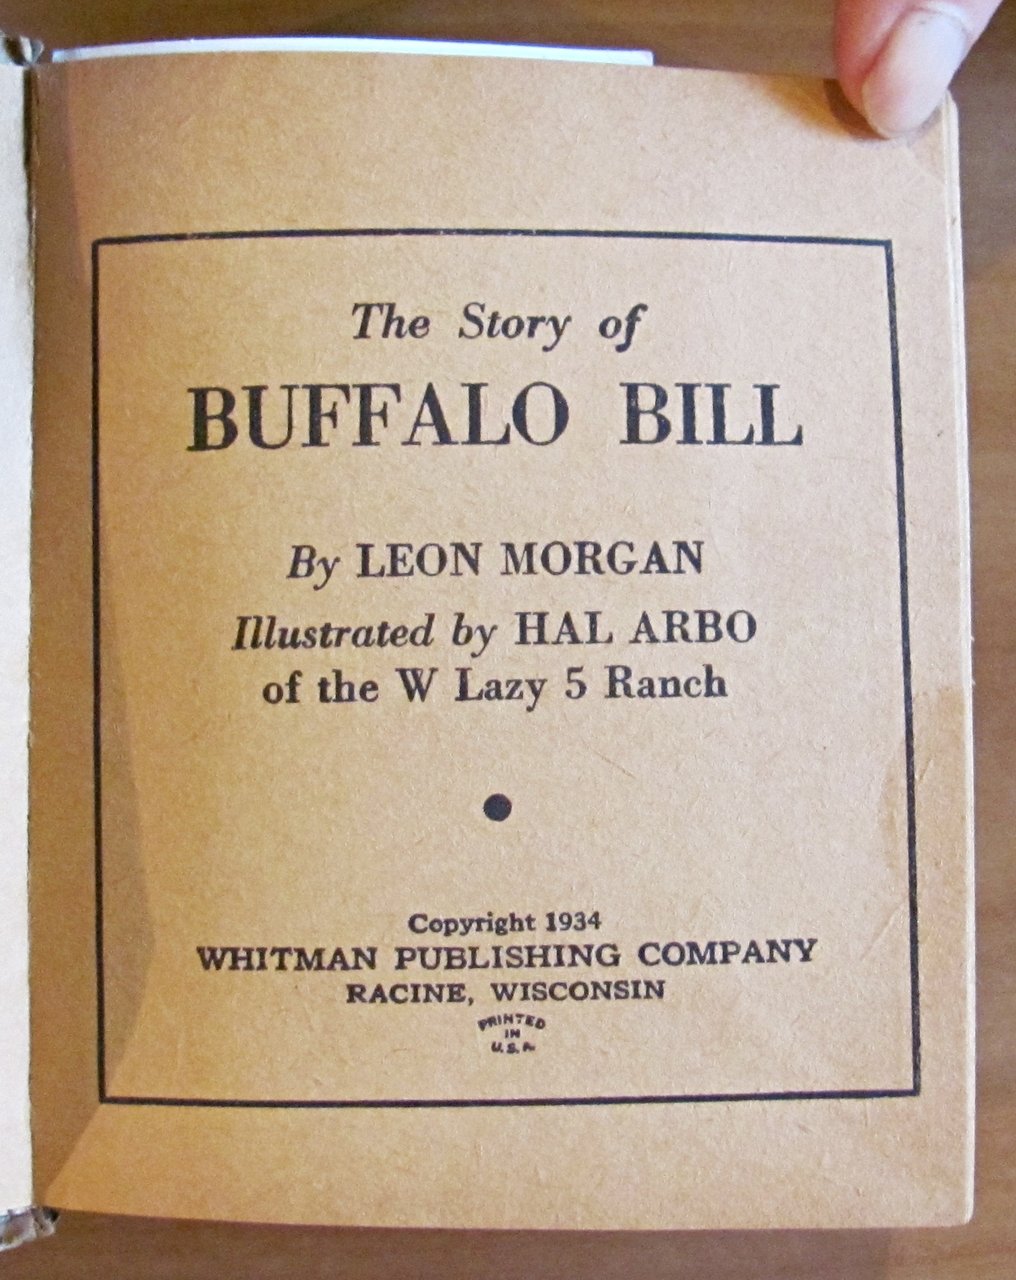 The Story of
BUFFALO BILL
By LEON MORGAN
Illustrated by HAL ARBO
of the W Lazy 5 Ranch
Copyright 1934
WHITMAN PUBLISHING COMPANY
RACINE, WISCONSIN
PRINTED
IN
U.S.A.